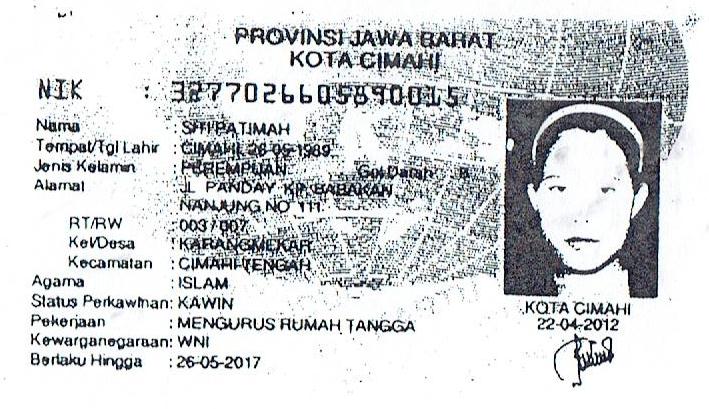 PROVINSI JAWA BARAT
KOTA CIMAHI
NIK : 3277026605890015
Nama : SITI PATIMAH
Tempat/Tgl Lahir : CIMAHI, 26-05-1989
Jenis Kelamin : PEREMPUAN Gol Darah : B
Alamat : JL PANDAY KP BABAKAN
NANJUNG NO 111
RT/RW : 003/007
Kel/Desa : KARANGMEKAR
Kecamatan : CIMAHI TENGAH
Agama : ISLAM
Status Perkawinan: KAWIN
Pekerjaan : MENGURUS RUMAH TANGGA
Kewarganegaraan: WNI
Berlaku Hingga : 26-05-2017
KOTA CIMAHI
22-04-2012